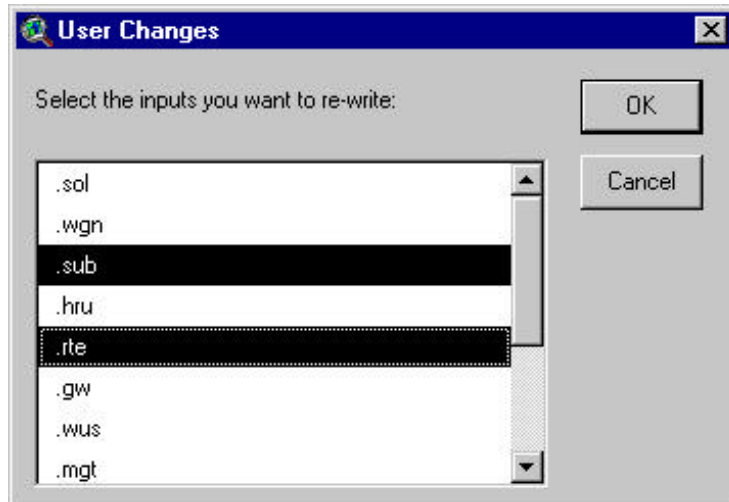 User Changes
Select the inputs you want to re-write:
OK
Cancel
.sol
.wgn
.sub
.hru
.rte
.gw
.wus
.mgt